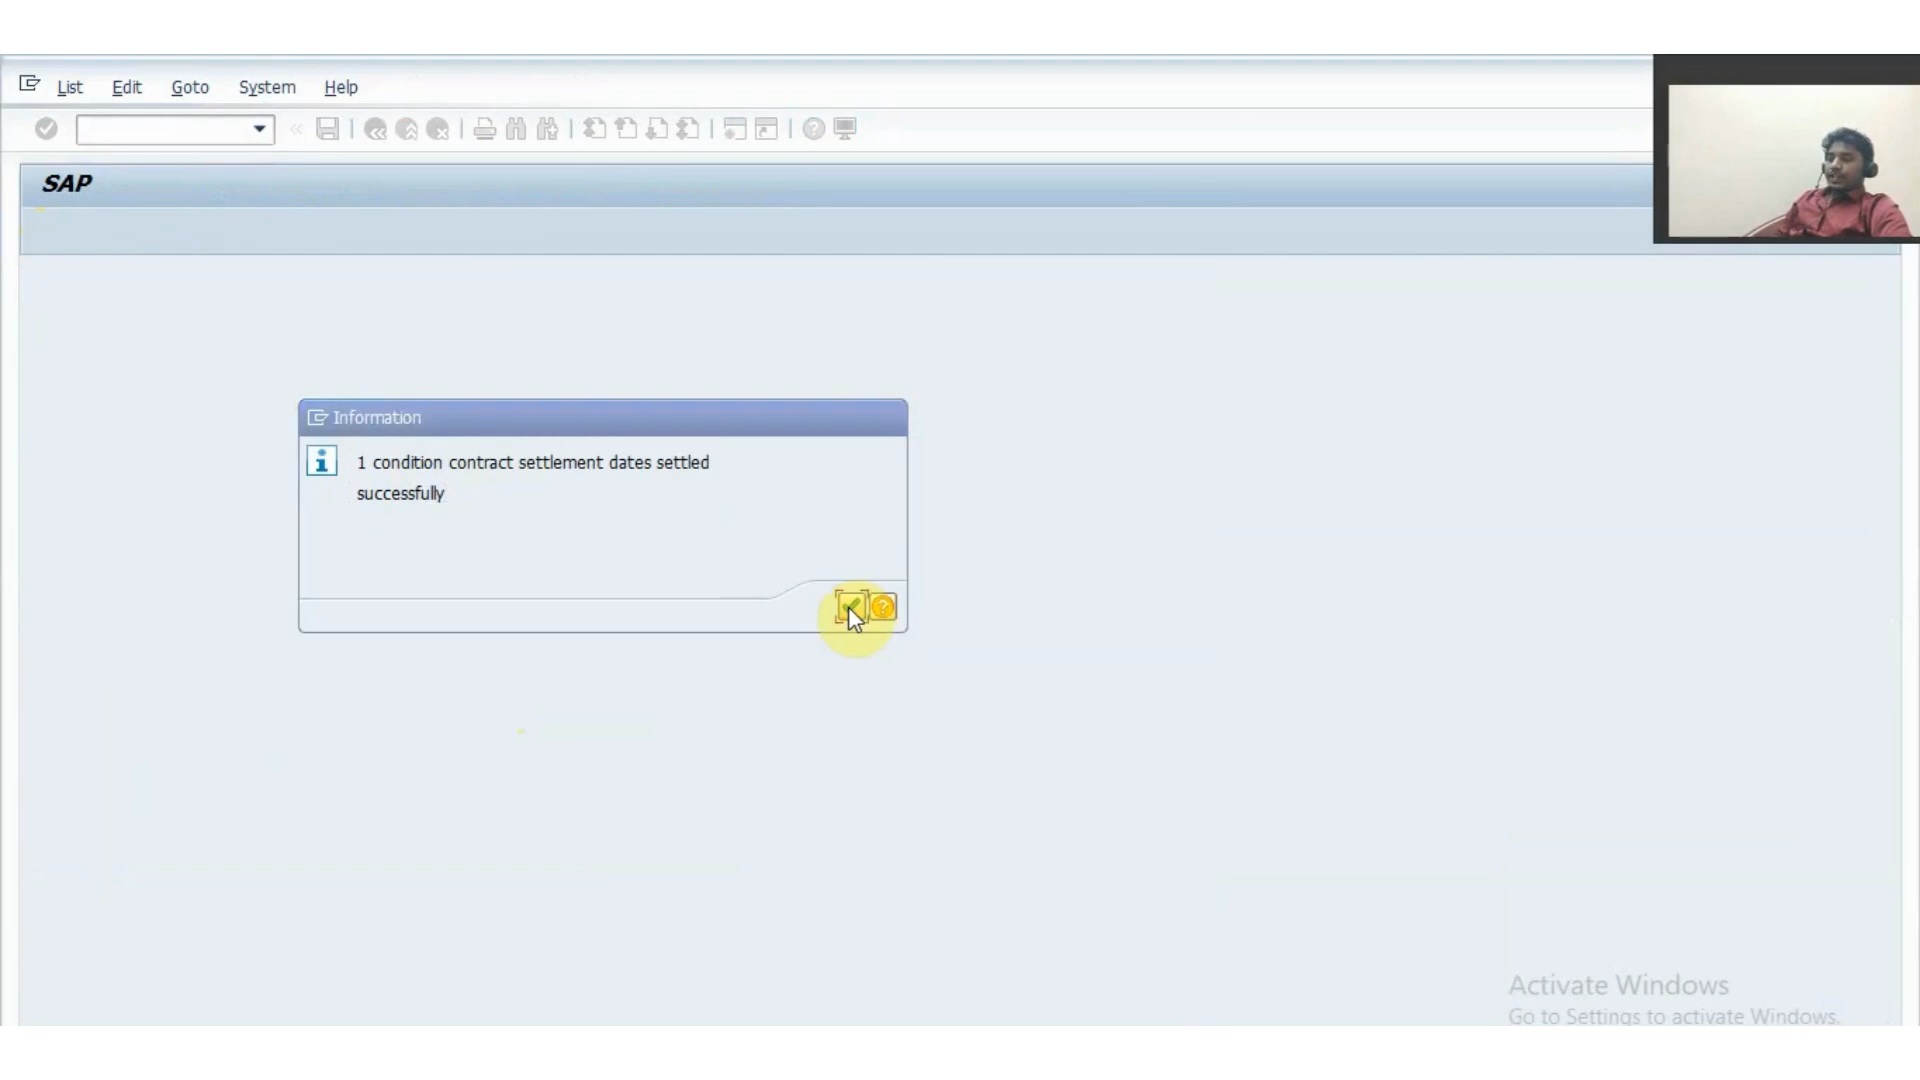 List Edit Goto System Help
SAP
Information
1 condition contract settlement dates settled
successfully
Activate Windows
Go to Settings to activate Windows.